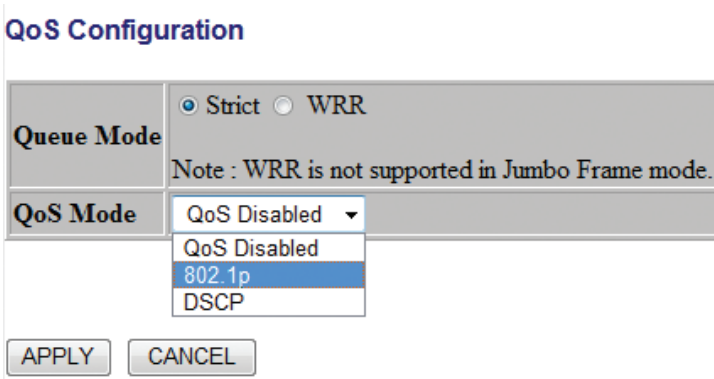 QoS Configuration
Queue Mode
Strict WRR
Note : WRR is not supported in Jumbo Frame mode.
QoS Mode
QoS Disabled
QoS Disabled
802.1p
DSCP
APPLY CANCEL